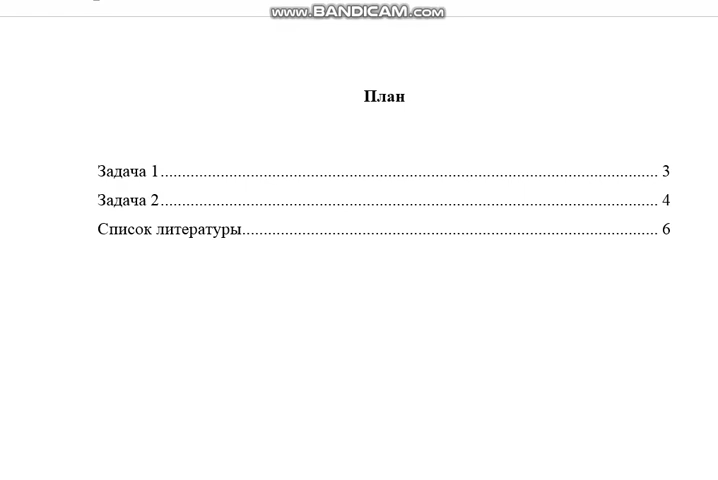 www.BANDICAM.com
План
Задача 1........................................................................................................................ 3
Задача 2........................................................................................................................ 4
Список литературы.................................................................................................... 6